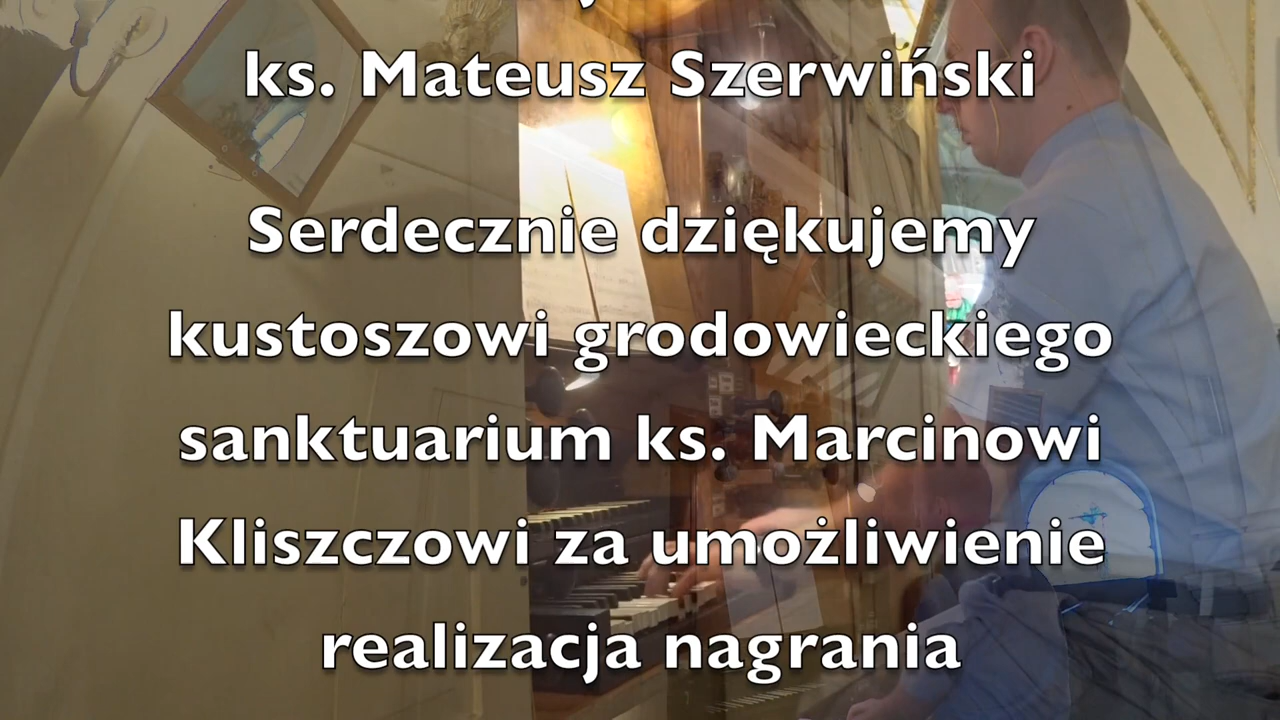 ks. Mateusz Szerwiński
Serdecznie dziękujemy
kustoszowi grodowieckiego
sanktuarium ks. Marcinowi
Kliszczowi za umożliwienie
realizacja nagrania